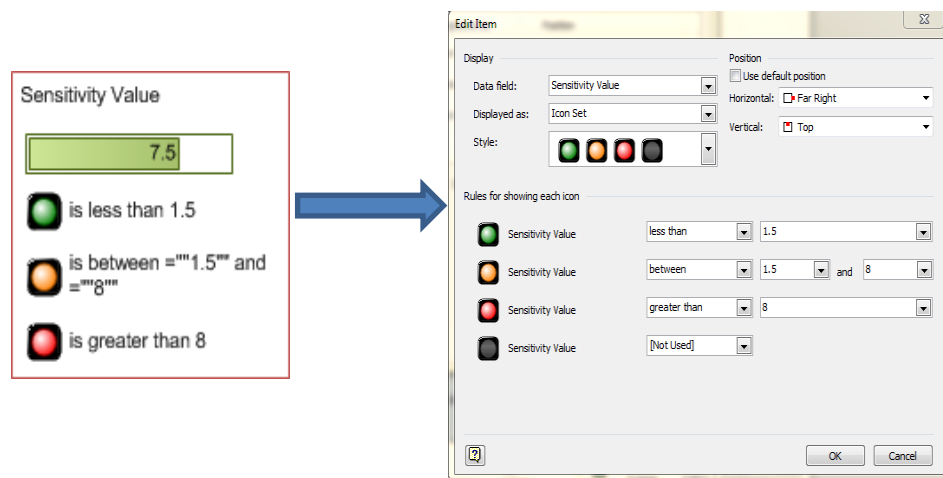 Sensitivity Value
7.5
is less than 1.5
is between =""1.5"" and
=""8""
is greater than 8
Edit Item
Display
Data field: Sensitivity Value
Displayed as: Icon Set
Style:
Position
Use default position
Horizontal: Far Right
Vertical: Top
Rules for showing each icon
Sensitivity Value less than 1.5
Sensitivity Value between 1.5 and 8
Sensitivity Value greater than 8
Sensitivity Value [Not Used]
OK Cancel